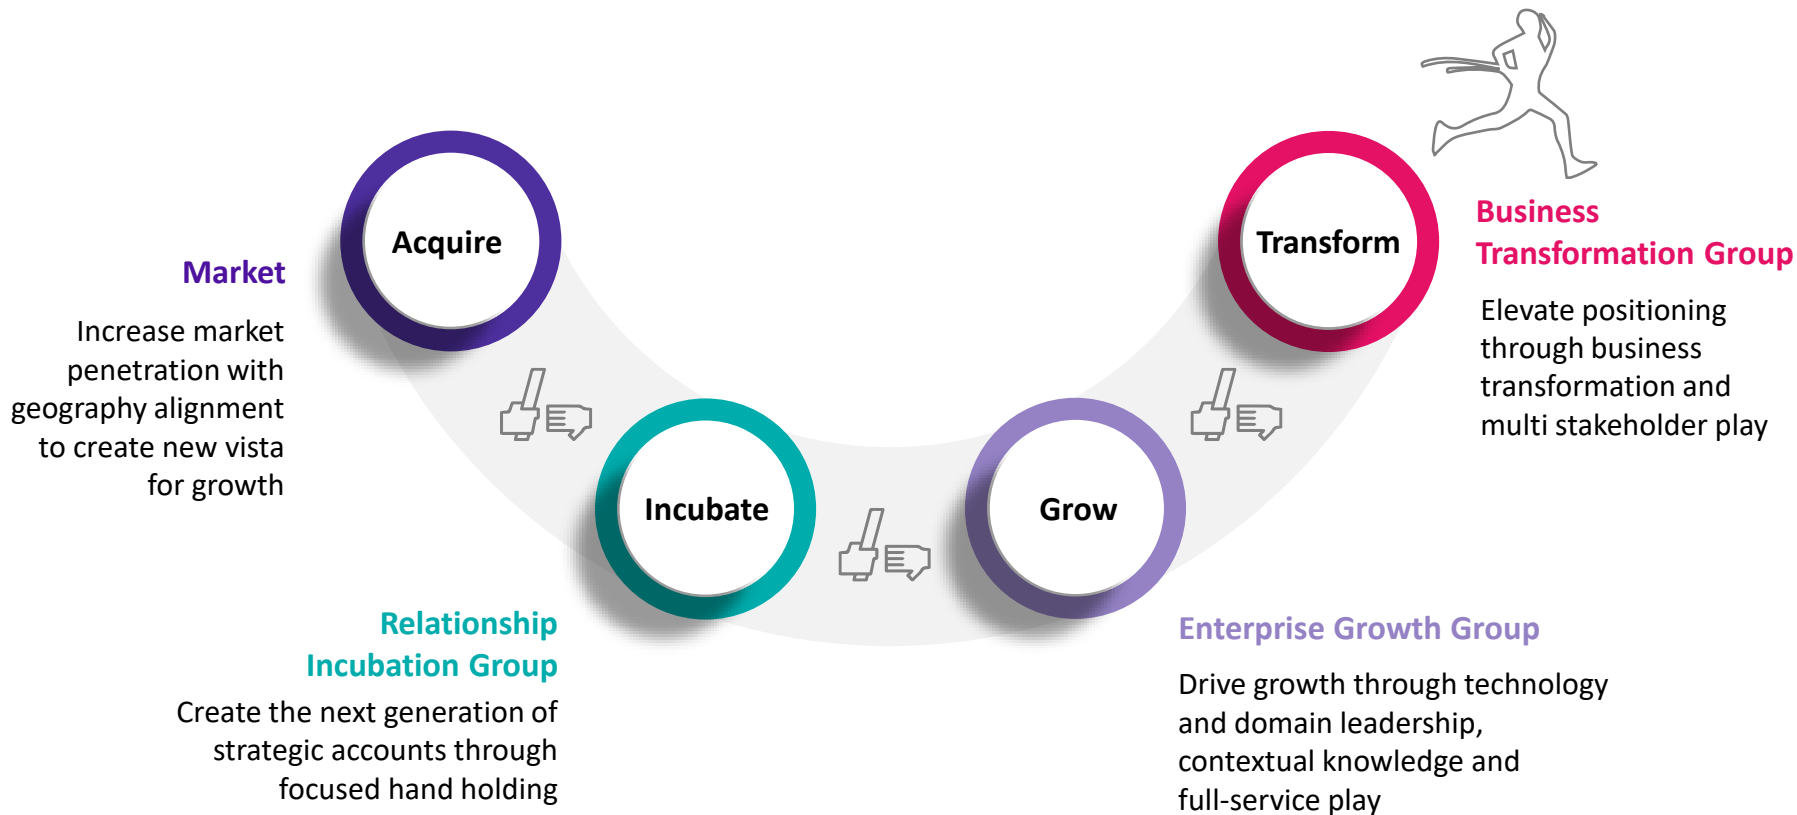 Acquire
Market
Increase market
penetration with
geography alignment
to create new vista
for growth
Incubate
Relationship
Incubation Group
Create the next generation of
strategic accounts through
focused hand holding
Grow
Enterprise Growth Group
Drive growth through technology
and domain leadership,
contextual knowledge and
full-service play
Transform
Business
Transformation Group
Elevate positioning
through business
transformation and
multi stakeholder play